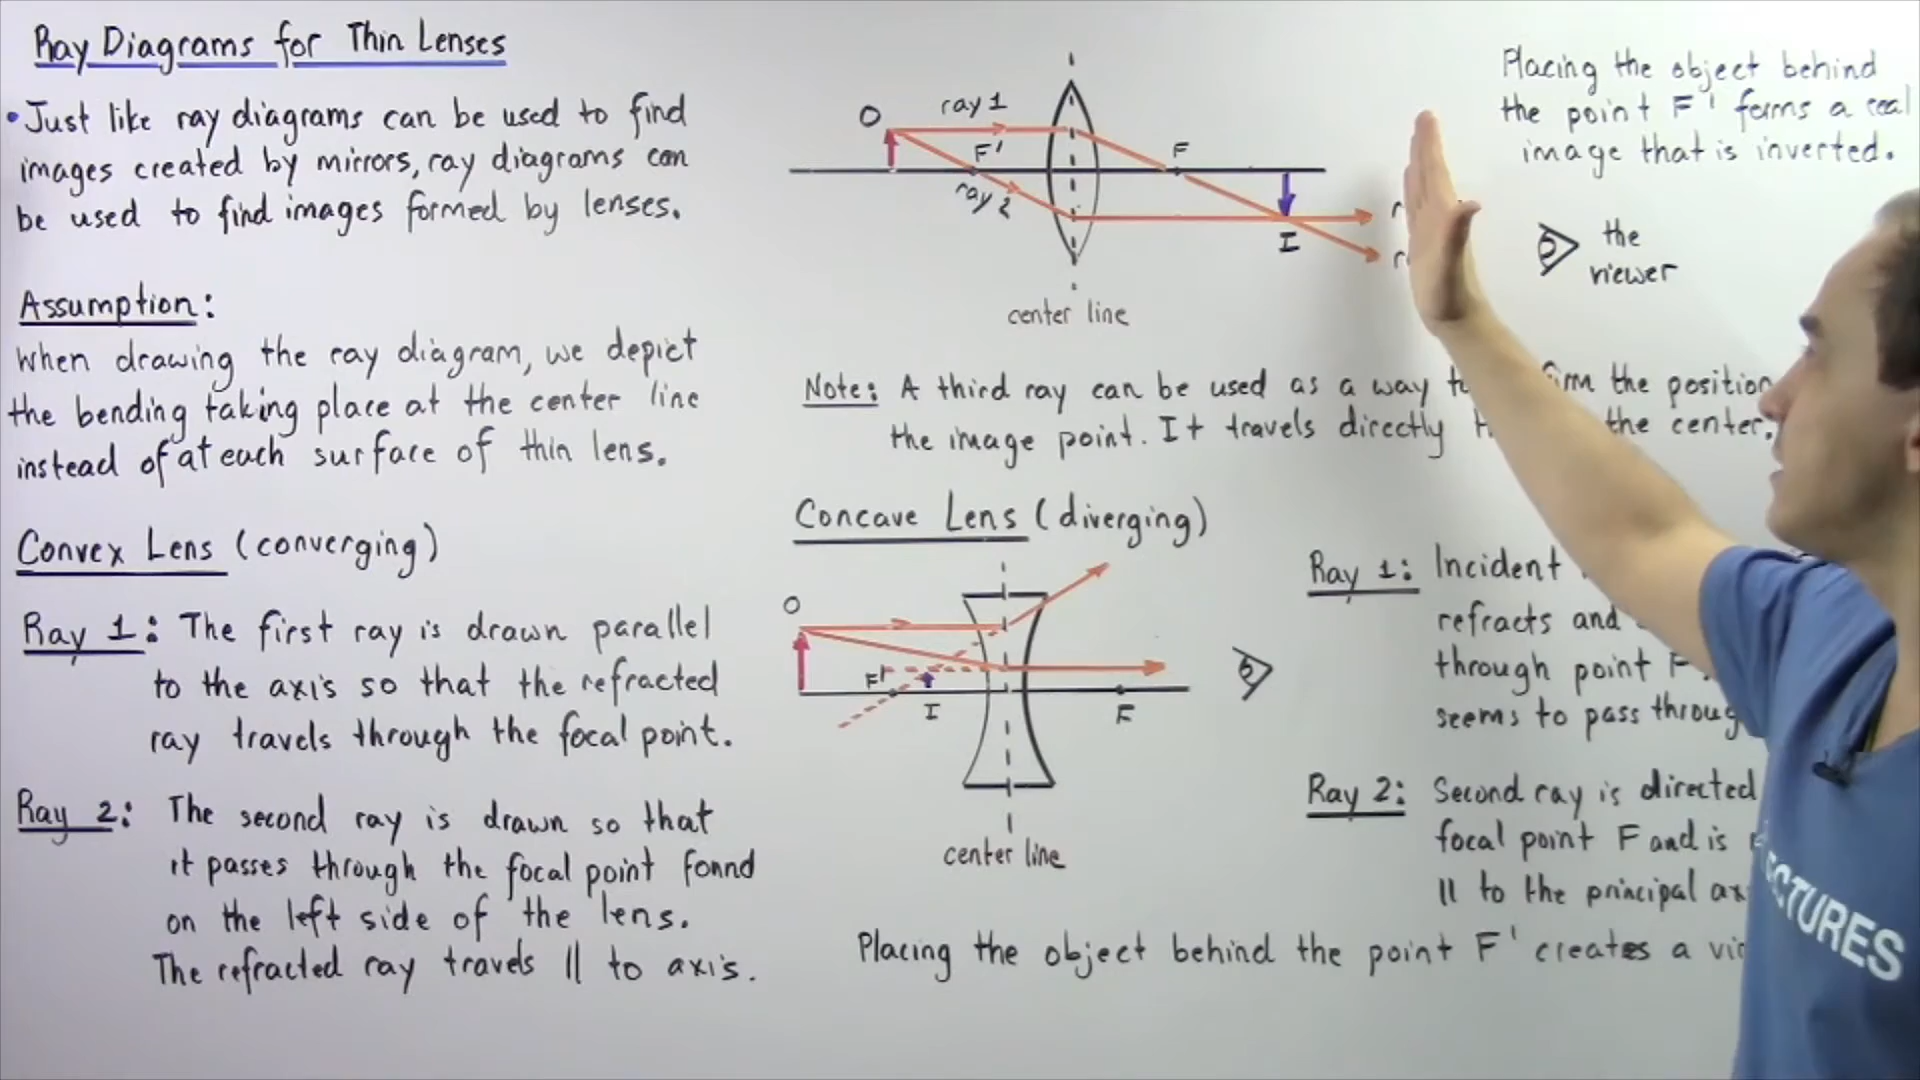 Ray Diagrams for Thin Lenses
• Just like ray diagrams can be used to find
images created by mirrors, ray diagrams can
be used to find images formed by lenses.
Assumption:
When drawing the ray diagram, we depict
the bending taking place at the center line
instead of at each surface of thin lens.
Convex Lens (converging)
Ray 1: The first ray is drawn parallel
to the axis so that the refracted
ray travels through the focal point.
Ray 2: The second ray is drawn so that
it passes through the focal point fonnd
on the left side of the lens.
The refracted ray travels || to axis.
O
ray 1
F'
F
ray 2
I
center line
Placing the object behind
the point F' forms a real
image that is inverted.
the
viewer
Note: A third ray can be used as a way the position
the image point. It travels directly the center.
Concave Lens (diverging)
O
F'
I
F
center line
Ray 1: Incident
refracts and
through point F
seems to pass through
Ray 2: Second ray is directed
focal point F and is
|| to the principal
Placing the object behind the point F' creates a
CTURES